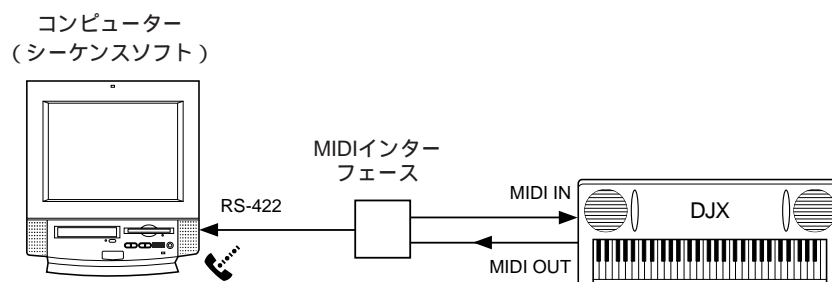 コンピューター
（シーケンスソフト）
MIDIインター
フェース
RS-422
MIDI IN
DJX
MIDI OUT